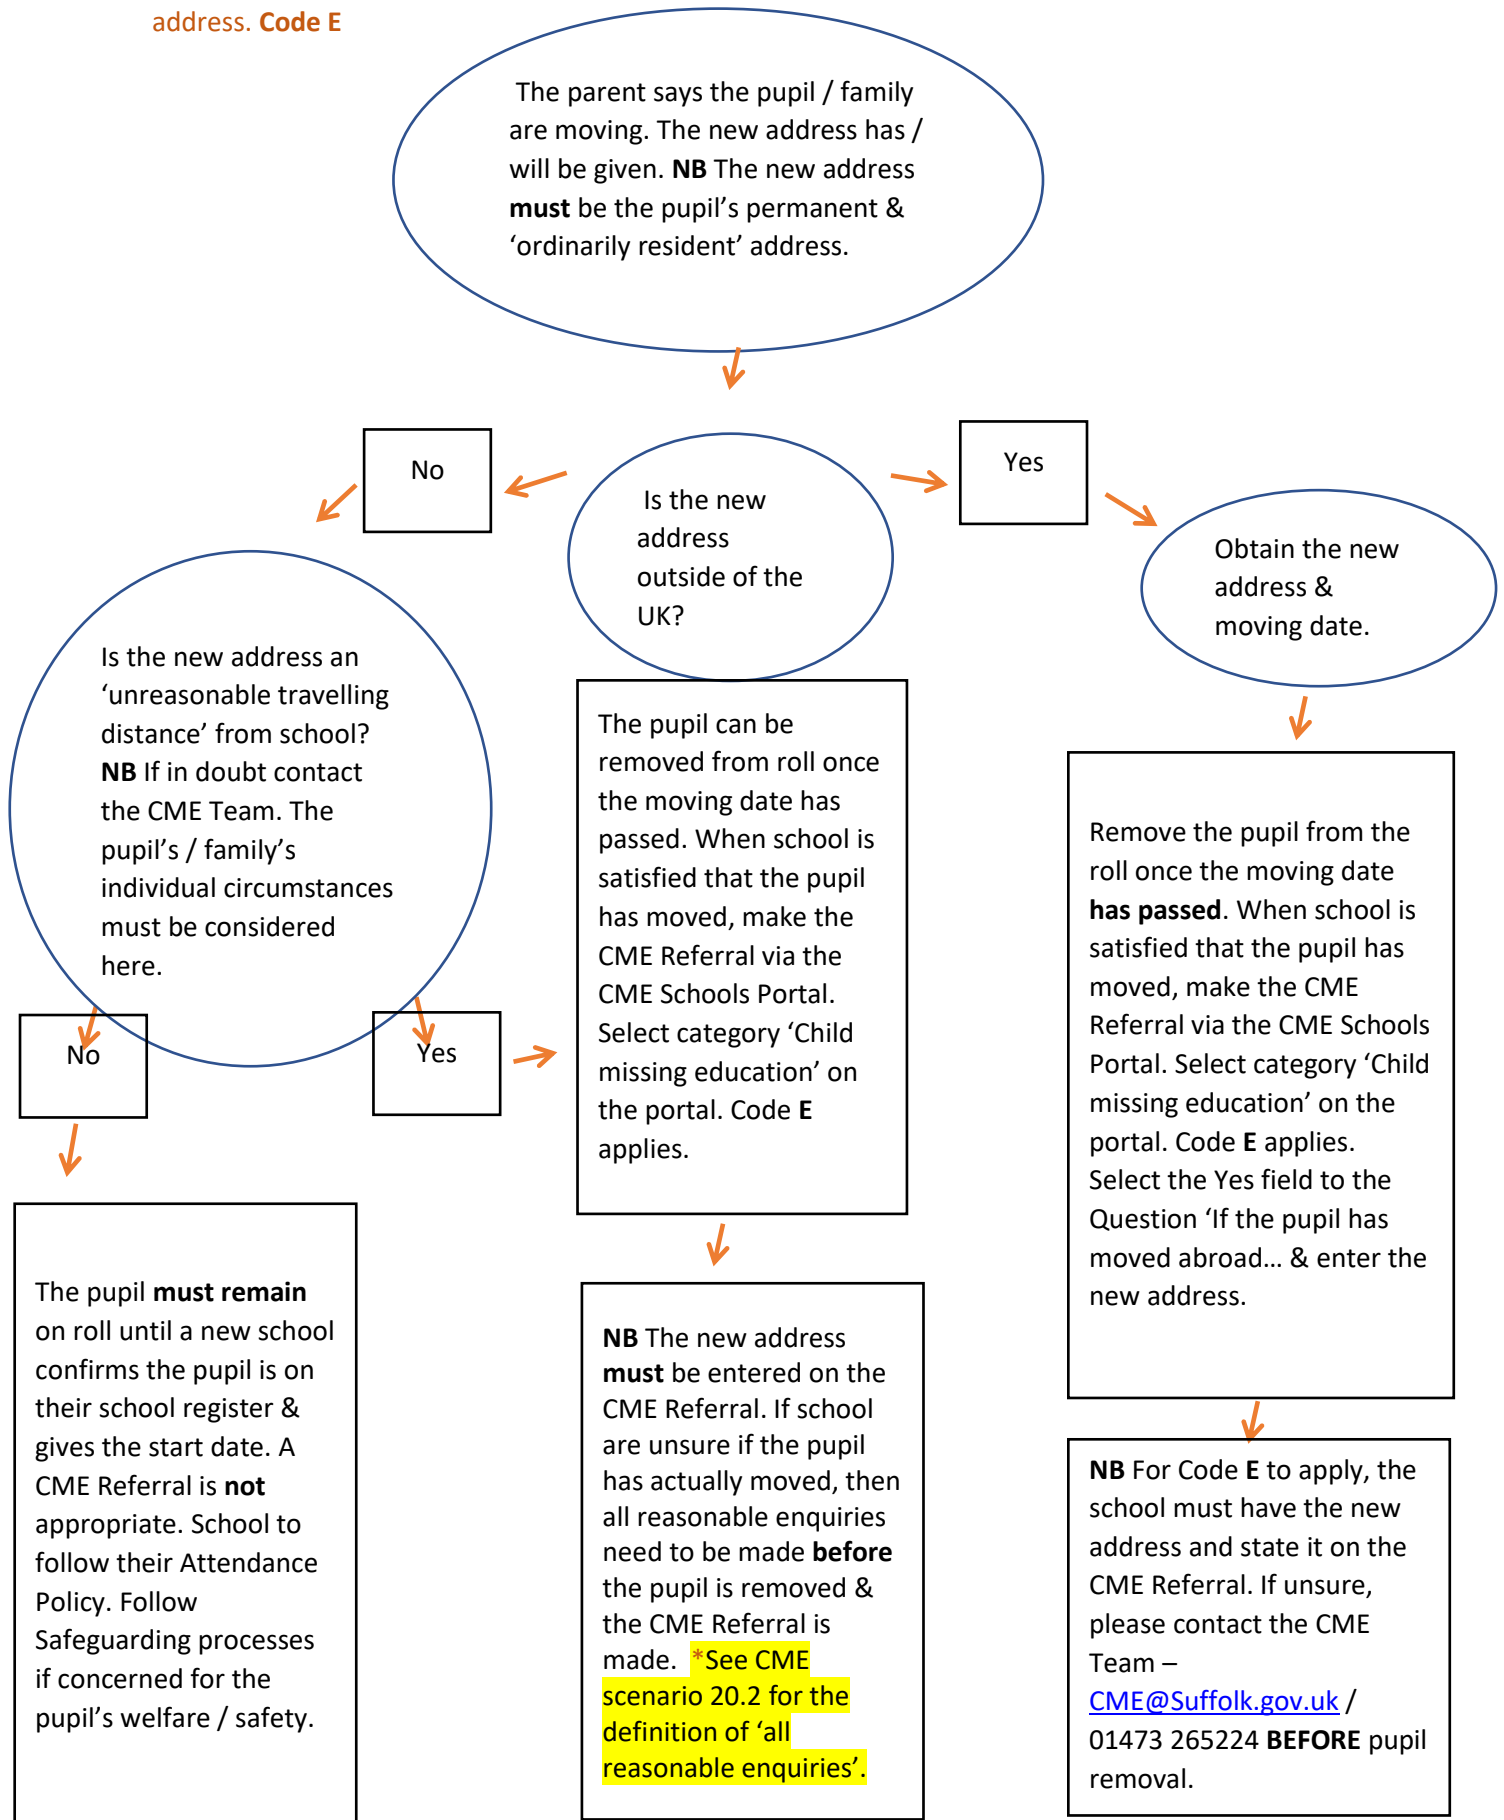 address. Code E
The parent says the pupil / family
are moving. The new address has /
will be given. NB The new address
must be the pupil’s permanent &
‘ordinarily resident’ address.
No
Is the new
address
outside of the
UK?
Yes
Obtain the new
address &
moving date.
Is the new address an
‘unreasonable travelling
distance’ from school?
NB If in doubt contact
the CME Team. The
pupil’s / family’s
individual circumstances
must be considered
here.
No
Yes
The pupil can be
removed from roll once
the moving date has
passed. When school is
satisfied that the pupil
has moved, make the
CME Referral via the
CME Schools Portal.
Select category ‘Child
missing education’ on
the portal. Code E
applies.
Remove the pupil from the
roll once the moving date
has passed. When school is
satisfied that the pupil has
moved, make the CME
Referral via the CME Schools
Portal. Select category ‘Child
missing education’ on the
portal. Code E applies.
Select the Yes field to the
Question ‘If the pupil has
moved abroad… & enter the
new address.
The pupil must remain
on roll until a new school
confirms the pupil is on
their school register &
gives the start date. A
CME Referral is not
appropriate. School to
follow their Attendance
Policy. Follow
Safeguarding processes
if concerned for the
pupil’s welfare / safety.
NB The new address
must be entered on the
CME Referral. If school
are unsure if the pupil
has actually moved, then
all reasonable enquiries
need to be made before
the pupil is removed &
the CME Referral is
made. *See CME
scenario 20.2 for the
definition of ‘all
reasonable enquiries’.
NB For Code E to apply, the
school must have the new
address and state it on the
CME Referral. If unsure,
please contact the CME
Team –
CME@Suffolk.gov.uk /
01473 265224 BEFORE pupil
removal.